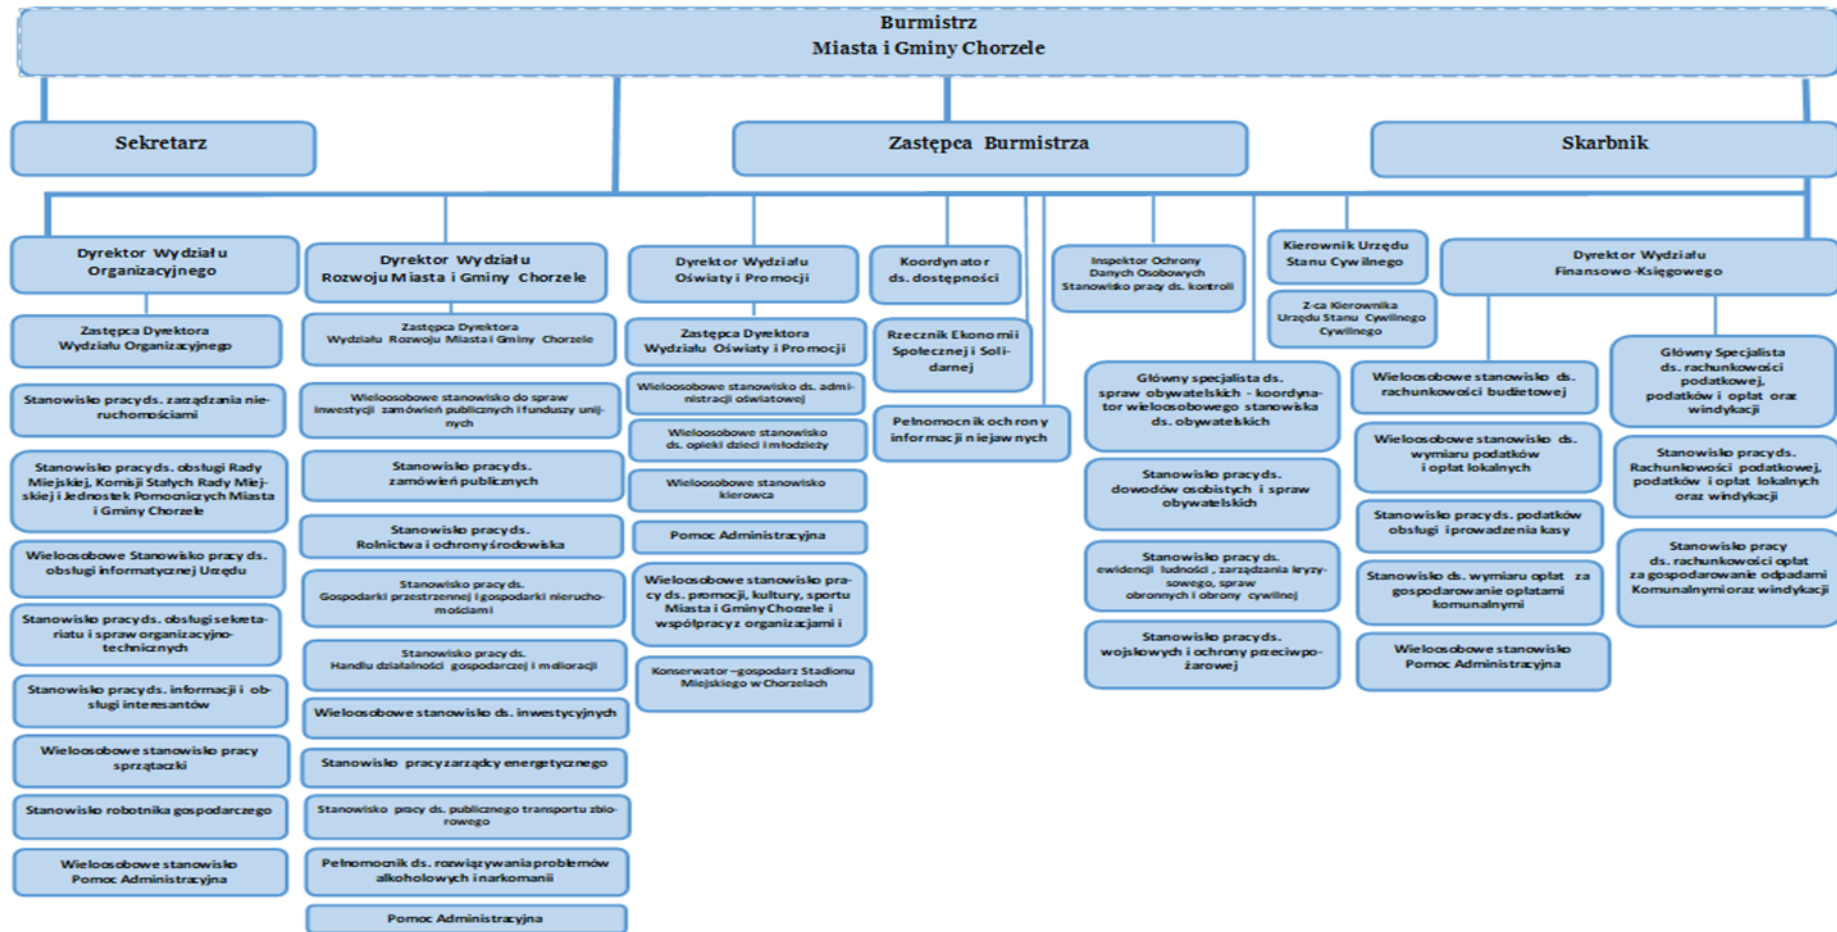 Burmistrz
Miasta i Gminy Chorzele
Sekretarz
Zastępca Burmistrza
Skarbnik
Dyrektor Wydziału
Organizacyjnego
Zastępca Dyrektora
Wydziału Organizacyjnego
Stanowisko pracy ds. zarządzania nie-
ruchomościami
Stanowisko pracy ds. obsługi Rady
Miejskiej, Komisji Stałych Rady Miej-
skiej i Jednostek Pomocniczych Miasta
i Gminy Chorzele
Wieloosobowe Stanowisko pracy ds.
obsługi informatycznej Urzędu
Stanowisko pracy ds. obsługi sekreta-
riatu i spraw organizacyjno-
technicznych
Stanowisko pracy ds. informacji i ob-
sługi interesantów
Wieloosobowe stanowisko pracy
sprzątaczki
Stanowisko robotnika gospodarczego
Wieloosobowe stanowisko
Pomoc Administracyjna
Dyrektor Wydziału
Rozwoju Miasta i Gminy Chorzele
Zastępca Dyrektora
Wydziału Rozwoju Miasta i Gminy Chorzele
Wieloosobowe stanowisko do spraw
inwestycji zamówień publicznych i funduszy unij-
nych
Stanowisko pracy ds.
zamówień publicznych
Stanowisko pracy ds.
Rolnictwa i ochrony środowiska
Stanowisko pracy ds.
Gospodarki przestrzennej i gospodarki nierucho-
mościami
Stanowisko pracy ds.
Handlu działalności gospodarczej i melioracji
Wieloosobowe stanowisko ds. inwestycyjnych
Stanowisko pracy zarządcy energetycznego
Stanowisko pracy ds. publicznego transportu zbio-
rowego
Pełnomocnik ds. rozwiązywania problemów
alkoholowych i narkomanii
Pomoc Administracyjna
Dyrektor Wydziału
Oświaty i Promocji
Zastępca Dyrektora
Wydziału Oświaty i Promocji
Wieloosobowe stanowisko ds. admi-
nistracji oświatowej
Wieloosobowe stanowisko
ds. opieki dzieci i młodzieży
Wieloosobowe stanowisko
kierowca
Pomoc Administracyjna
Wieloosobowe stanowisko pra-
cy ds. promocji, kultury, sportu
Miasta i Gminy Chorzele i
współpracy z organizacjami i
Konserwator –gospodarz Stadionu
Miejskiego w Chorzelach
Koordynator
ds. dostępności
Rzecznik Ekonomii
Społecznej i Soli-
darnej
Pełnomocnik ochrony
informacji niejawnych
Inspektor Ochrony
Danych Osobowych
Stanowisko pracy ds. kontroli
Główny specjalista ds.
spraw obywatelskich - koordyna-
tor wieloosobowego stanowiska
ds. obywatelskich
Stanowisko pracy ds.
dowodów osobistych i spraw
obywatelskich
Stanowisko pracy ds.
ewidencji ludności , zarządzania kryzy-
sowego, spraw
obronnych i obrony cywilnej
Stanowisko pracy ds.
wojskowych i ochrony przeciwpo-
żarowej
Kierownik Urzędu
Stanu Cywilnego
Z-ca Kierownika
Urzędu Stanu Cywilnego
Cywilnego
Dyrektor Wydziału
Finansowo-Księgowego
Wieloosobowe stanowisko ds.
rachunkowości budżetowej
Wieloosobowe stanowisko ds.
wymiaru podatków
i opłat lokalnych
Stanowisko pracy ds. podatków
obsługi i prowadzenia kasy
Stanowisko ds. wymiaru opłat za
gospodarowanie opłatami
komunalnymi
Wieloosobowe stanowisko
Pomoc Administracyjna
Główny Specjalista
ds. rachunkowości
podatkowej,
podatków i opłat oraz
windykacji
Stanowisko pracy ds.
Rachunkowości podatkowej,
podatków i opłat lokalnych
oraz windykacji
Stanowisko pracy
ds. rachunkowości opłat
za gospodarowanie odpadami
Komunalnymi oraz windykacji